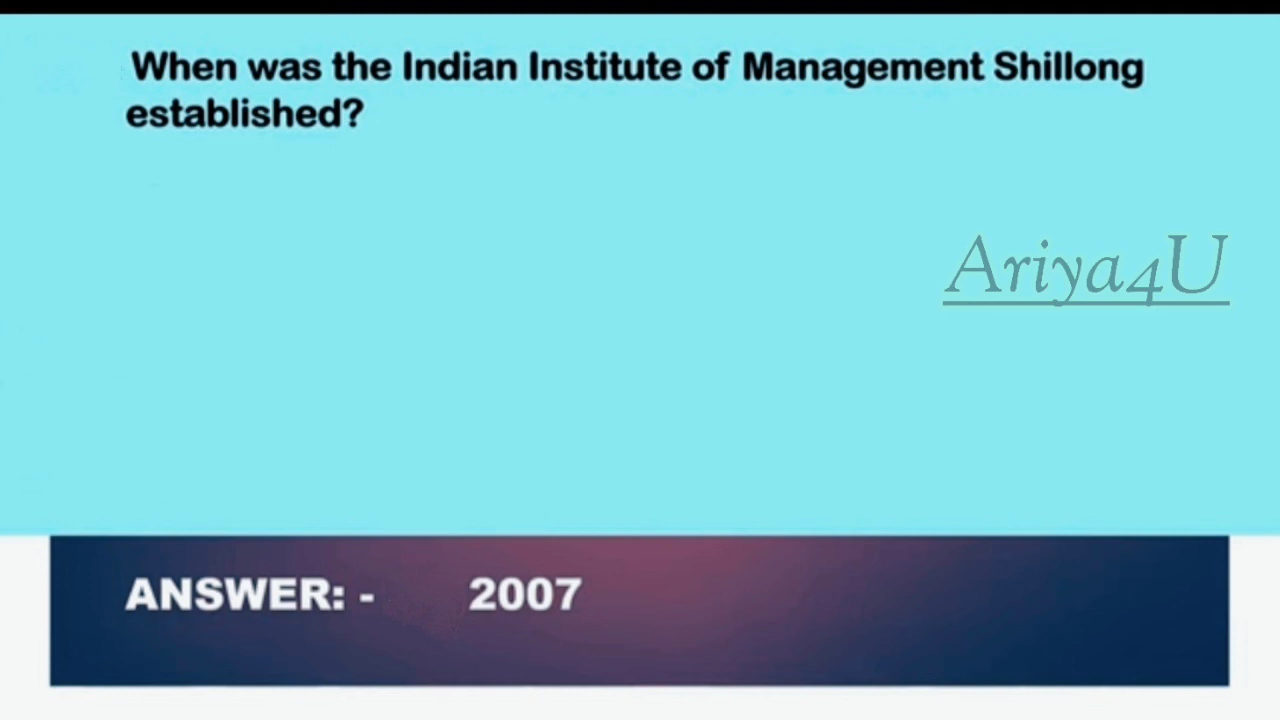 When was the Indian Institute of Management Shillong
established?
Ariya4U
ANSWER: - 2007